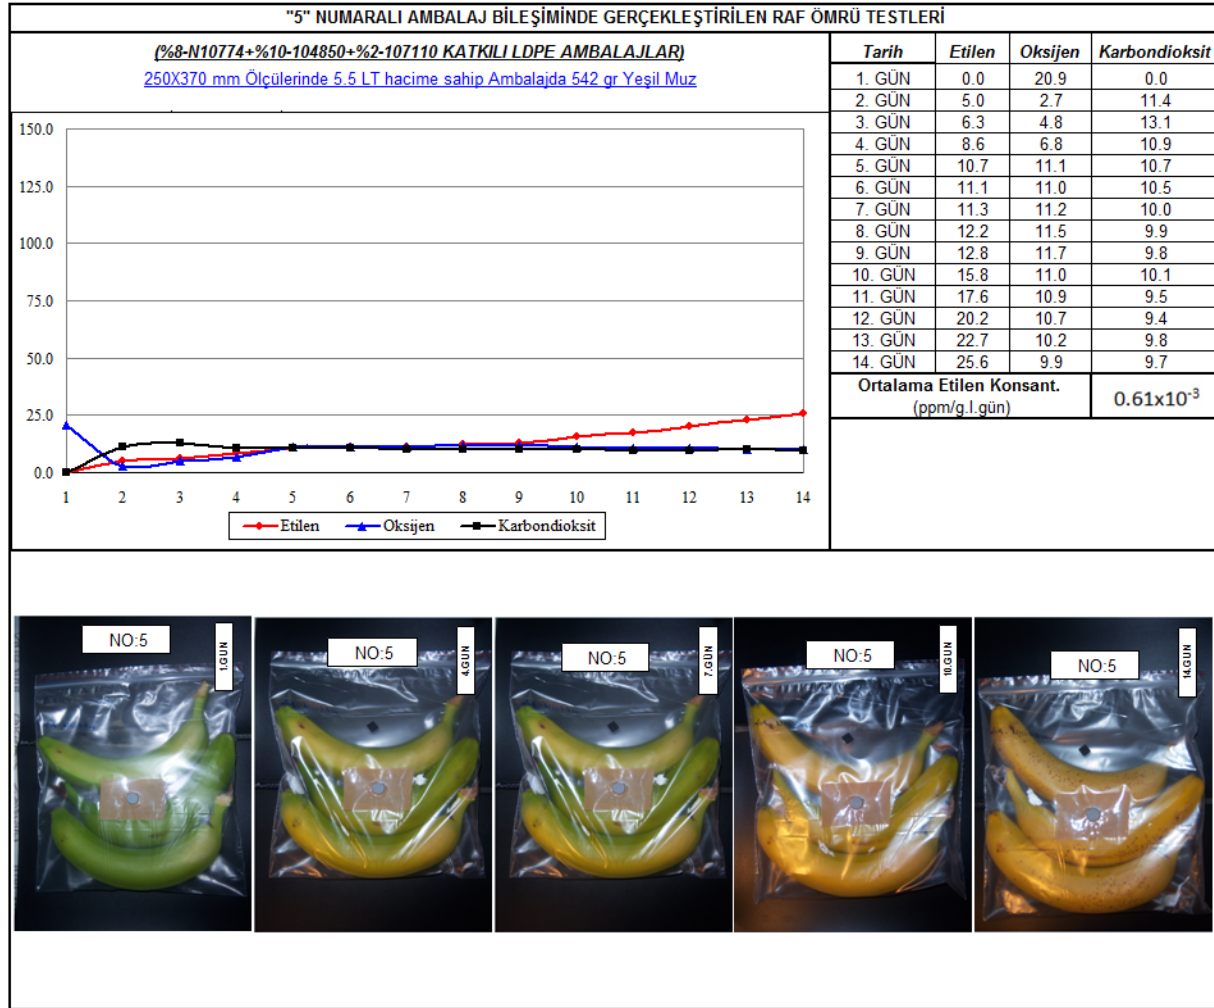 "5" NUMARALI AMBALAJ BİLEŞİMİNDE GERÇEKLEŞTİRİLEN RAF ÖMRÜ TESTLERİ
(%8-N10774+%10-104850+%2-107110 KATKILI LDPE AMBALAJLAR)
250X370 mm Ölçülerinde 5.5 LT hacime sahip Ambalajda 542 gr Yeşil Muz
150.0
125.0
100.0
75.0
50.0
25.0
0.0
1 2 3 4 5 6 7 8 9 10 11 12 13 14
Etilen Oksijen Karbondioksit
Tarih Etilen Oksijen Karbondioksit
1. GÜN 0.0 20.9 0.0
2. GÜN 5.0 2.7 11.4
3. GÜN 6.3 4.8 13.1
4. GÜN 8.6 6.8 10.9
5. GÜN 10.7 11.1 10.7
6. GÜN 11.1 11.0 10.5
7. GÜN 11.3 11.2 10.0
8. GÜN 12.2 11.5 9.9
9. GÜN 12.8 11.7 9.8
10. GÜN 15.8 11.0 10.1
11. GÜN 17.6 10.9 9.5
12. GÜN 20.2 10.7 9.4
13. GÜN 22.7 10.2 9.8
14. GÜN 25.6 9.9 9.7
Ortalama Etilen Konsant.
(ppm/g.l.gün)
0.61x10⁻³
NO:5
1.GÜN
NO:5
4.GÜN
NO:5
7.GÜN
NO:5
10.GÜN
NO:5
14.GÜN